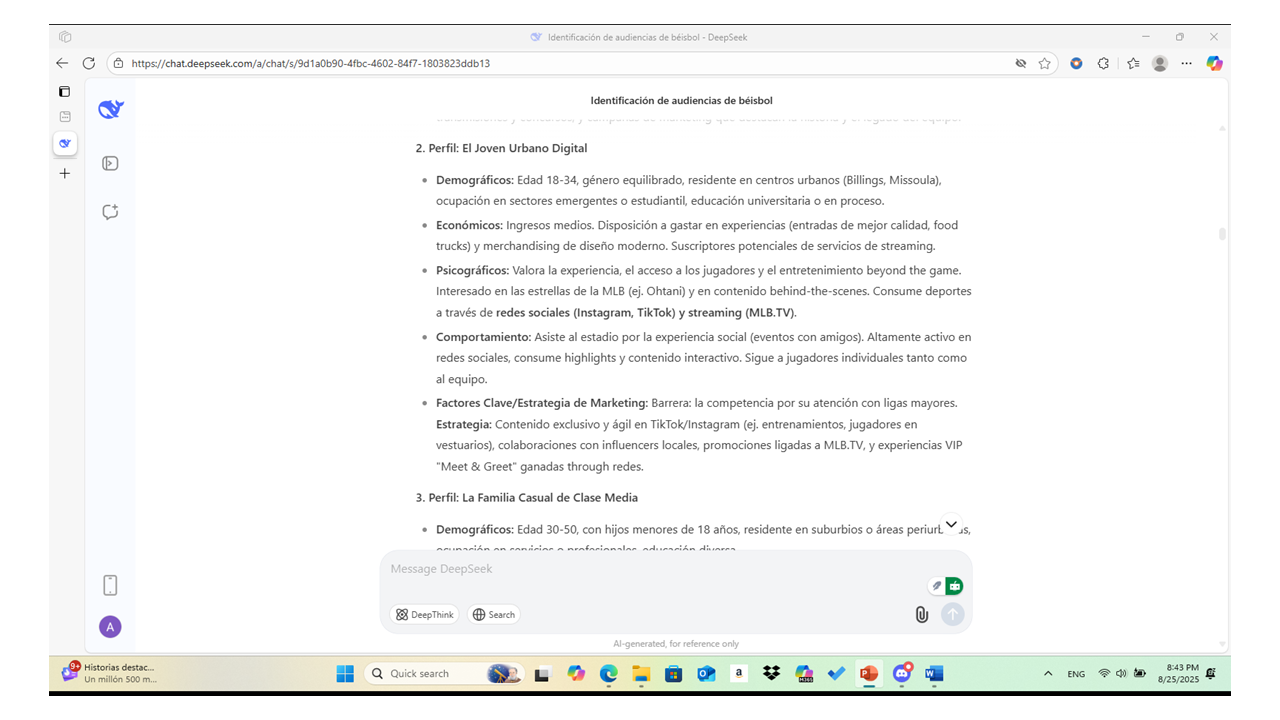 Identificación de audiencias de béisbol - DeepSeek
https://chat.deepseek.com/a/chat/s/9d1a0b90-4fbc-4602-84f7-1803823ddb13
Identificación de audiencias de béisbol
2. Perfil: El Joven Urbano Digital
• Demográficos: Edad 18-34, género equilibrado, residente en centros urbanos (Billings, Missoula),
ocupación en sectores emergentes o estudiantil, educación universitaria o en proceso.
• Económicos: Ingresos medios. Disposición a gastar en experiencias (entradas de mejor calidad, food
trucks) y merchandising de diseño moderno. Suscriptores potenciales de servicios de streaming.
• Psicográficos: Valora la experiencia, el acceso a los jugadores y el entretenimiento beyond the game.
Interesado en las estrellas de la MLB (ej. Ohtani) y en contenido behind-the-scenes. Consume deportes
a través de redes sociales (Instagram, TikTok) y streaming (MLB.TV).
• Comportamiento: Asiste al estadio por la experiencia social (eventos con amigos). Altamente activo en
redes sociales, consume highlights y contenido interactivo. Sigue a jugadores individuales tanto como
al equipo.
• Factores Clave/Estrategia de Marketing: Barrera: la competencia por su atención con ligas mayores.
Estrategia: Contenido exclusivo y ágil en TikTok/Instagram (ej. entrenamientos, jugadores en
vestuarios), colaboraciones con influencers locales, promociones ligadas a MLB.TV, y experiencias VIP
"Meet & Greet" ganadas through redes.
3. Perfil: La Familia Casual de Clase Media
• Demográficos: Edad 30-50, con hijos menores de 18 años, residente en suburbios o áreas
ocupación en servicios o profesionales, educación diversa
Message DeepSeek
DeepThink
Search
AI-generated, for reference only
A
9+
Historias destac...
Un millón 500 m...
Quick search
a
M365
ENG
8:43 PM
8/25/2025